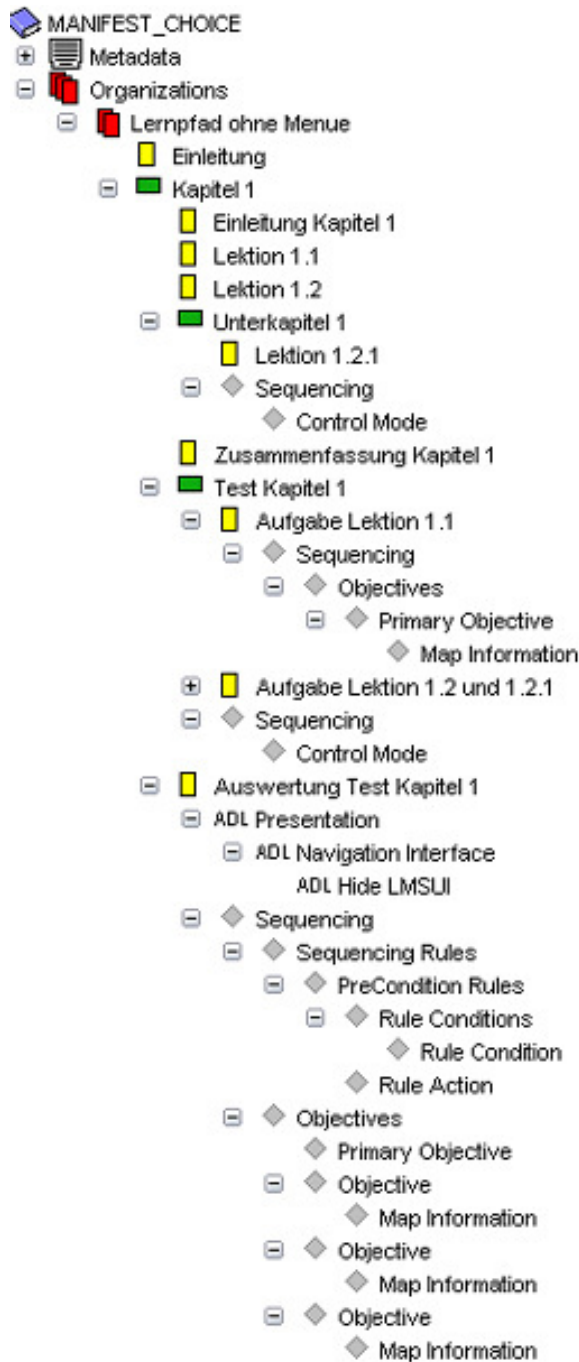 MANIFEST_CHOICE
Metadata
Organizations
Lernpfad ohne Menue
Einleitung
Kapitel 1
Einleitung Kapitel 1
Lektion 1.1
Lektion 1.2
Unterkapitel 1
Lektion 1.2.1
Sequencing
Control Mode
Zusammenfassung Kapitel 1
Test Kapitel 1
Aufgabe Lektion 1.1
Sequencing
Objectives
Primary Objective
Map Information
Aufgabe Lektion 1.2 und 1.2.1
Sequencing
Control Mode
Auswertung Test Kapitel 1
ADL Presentation
ADL Navigation Interface
ADL Hide LMSUI
Sequencing
Sequencing Rules
PreCondition Rules
Rule Conditions
Rule Condition
Rule Action
Objectives
Primary Objective
Objective
Map Information
Objective
Map Information
Objective
Map Information